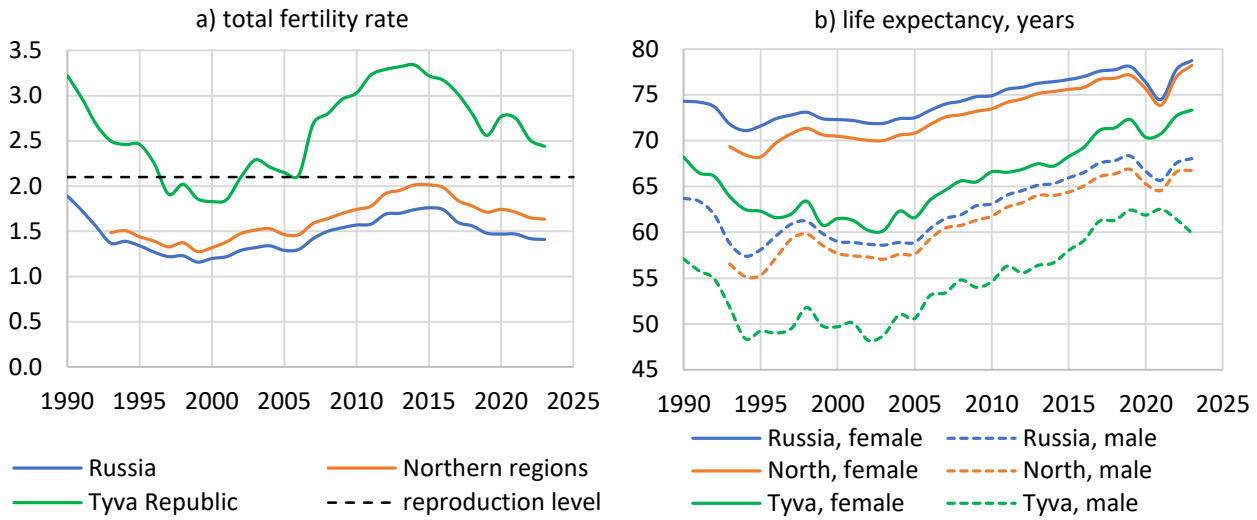 a) total fertility rate
3.5
3.0
2.5
2.0
1.5
1.0
0.5
0.0
1990 1995 2000 2005 2010 2015 2020 2025
Russia Northern regions
Tyva Republic reproduction level
b) life expectancy, years
80
75
70
65
60
55
50
45
1990 1995 2000 2005 2010 2015 2020 2025
Russia, female Russia, male
North, female North, male
Tyva, female Tyva, male